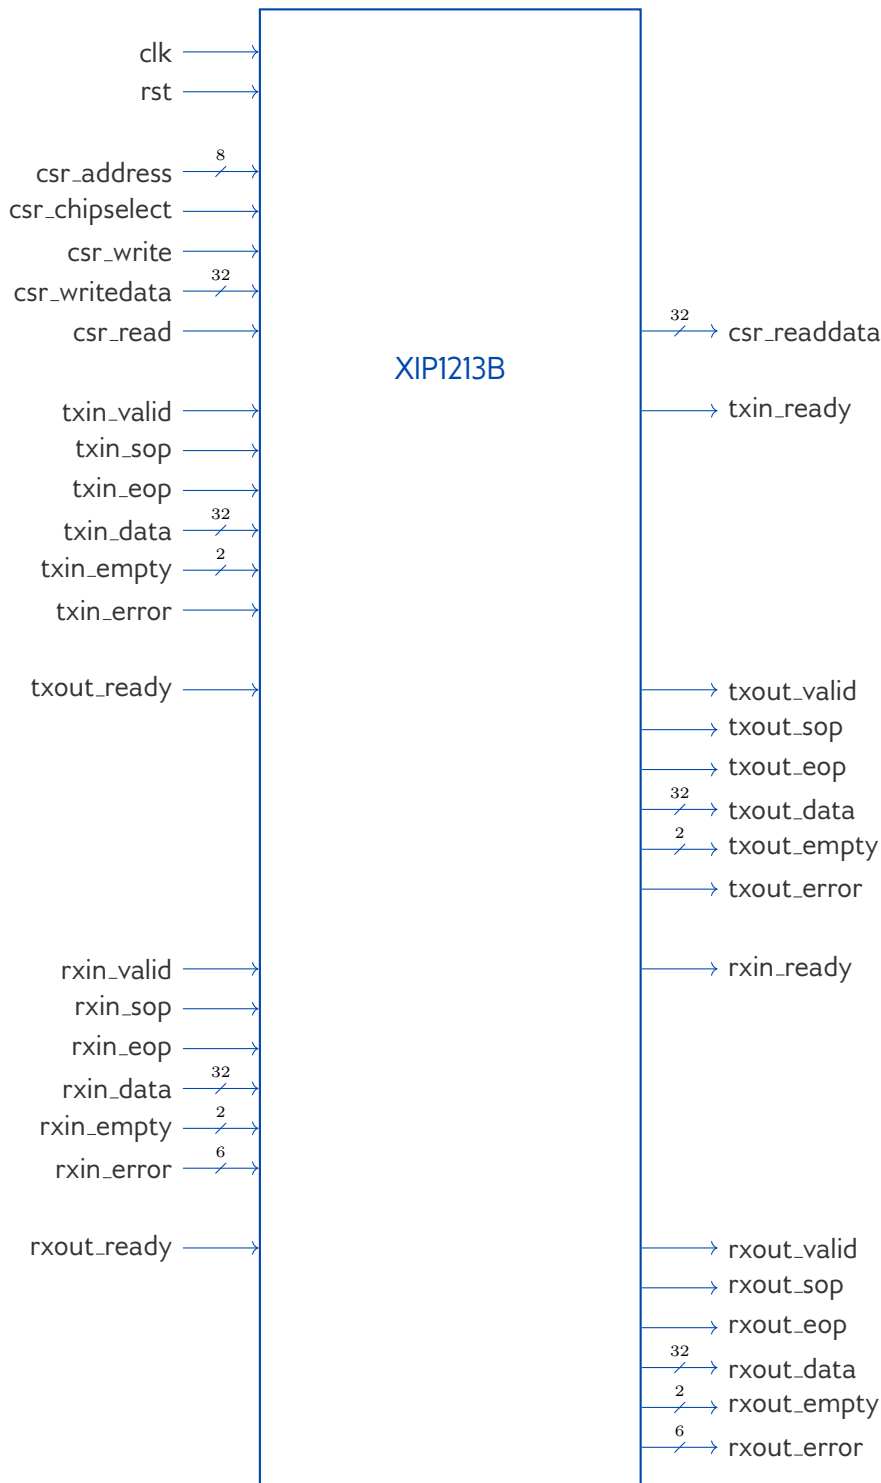 clk
rst
csr_address 8
csr_chipselect
csr_write
csr_writedata 32
csr_read
32 csr_readdata
XIP1213B
txin_valid
txin_ready
txin_sop
txin_eop
txin_data 32
txin_empty 2
txin_error
txout_ready
txout_valid
txout_sop
txout_eop
32 txout_data
2 txout_empty
txout_error
rxin_valid
rxin_ready
rxin_sop
rxin_eop
rxin_data 32
rxin_empty 2
rxin_error 6
rxout_ready
rxout_valid
rxout_sop
rxout_eop
32 rxout_data
2 rxout_empty
6 rxout_error